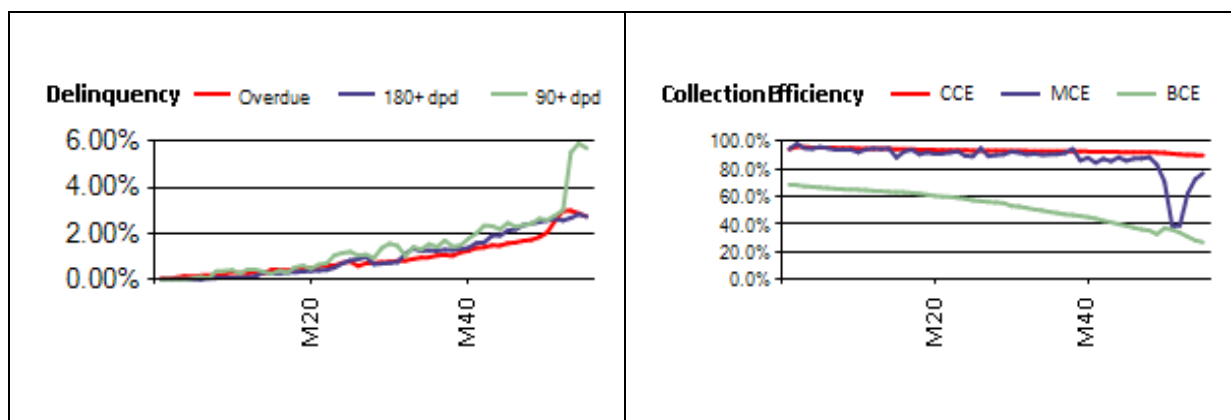 Delinquency Overdue 180+ dpd 90+ dpd
6.00%
4.00%
2.00%
0.00%
M20
M40
Collection Efficiency CCE MCE BCE
100.0%
80.0%
60.0%
40.0%
20.0%
0.0%
M20
M40